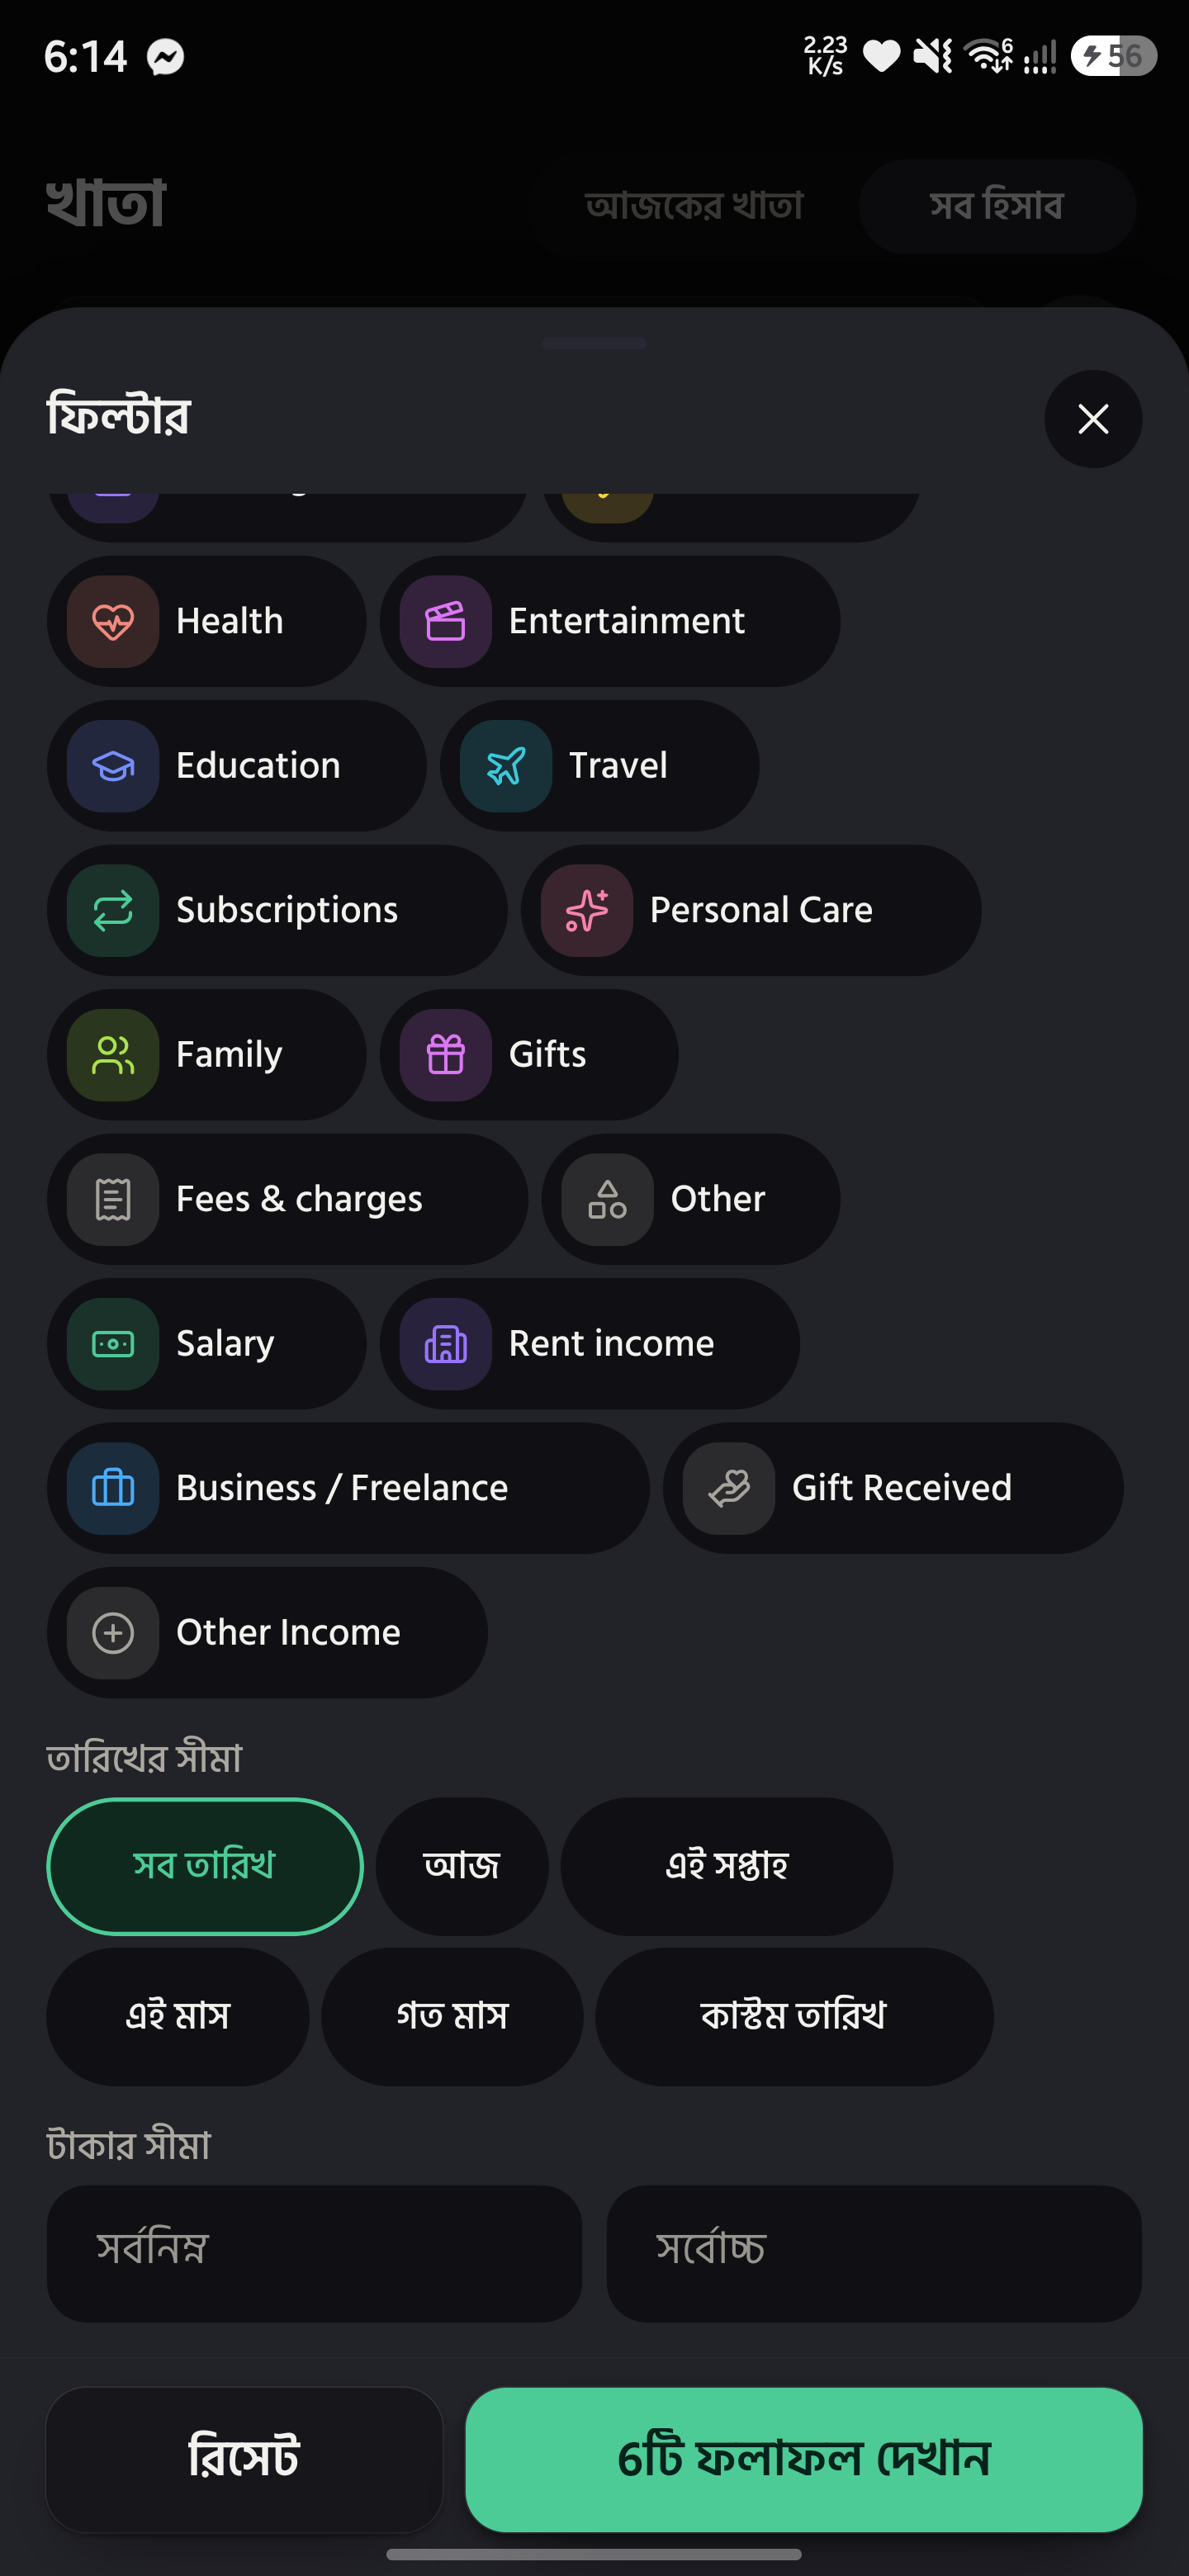 6:14
2.23 K/s
6
56
খাতা
আজকের খাতা
সব হিসাব
ফিল্টার
Health
Entertainment
Education
Travel
Subscriptions
Personal Care
Family
Gifts
Fees & charges
Other
Salary
Rent income
Business / Freelance
Gift Received
Other Income
তারিখের সীমা
সব তারিখ
আজ
এই সপ্তাহ
এই মাস
গত মাস
কাস্টম তারিখ
টাকার সীমা
সর্বনিম্ন
সর্বোচ্চ
রিসেট
6টি ফলাফল দেখান